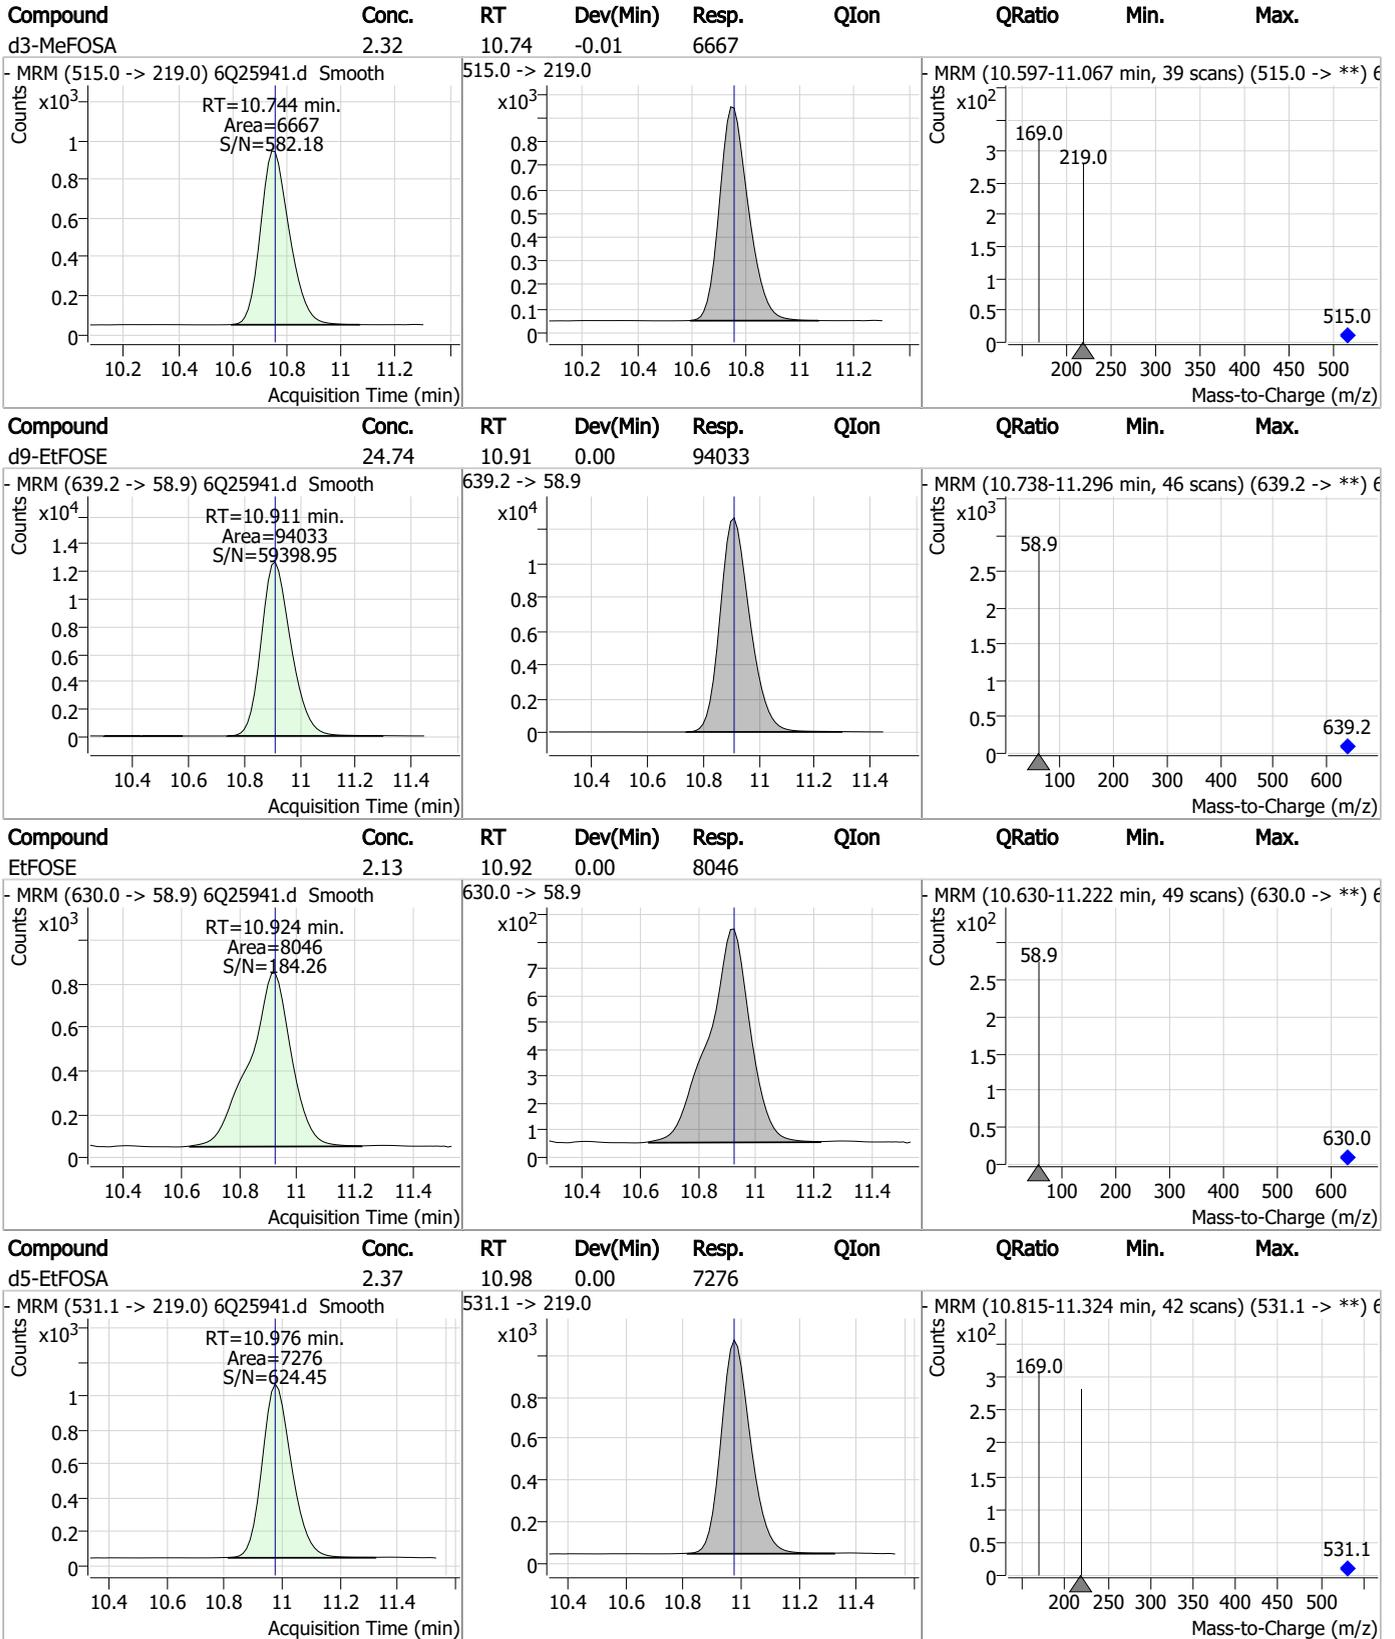 Compound Conc. RT Dev(Min) Resp. QIon QRatio Min. Max.
d3-MeFOSA 2.32 10.74 -0.01 6667
- MRM (515.0 -> 219.0) 6Q25941.d Smooth
Counts
x10³
RT=10.744 min.
Area=6667
S/N=582.18
1
0.8
0.6
0.4
0.2
0
10.2 10.4 10.6 10.8 11 11.2
Acquisition Time (min)
515.0 -> 219.0
x10³
0.8
0.7
0.6
0.5
0.4
0.3
0.2
0.1
0
10.2 10.4 10.6 10.8 11 11.2
- MRM (10.597-11.067 min, 39 scans) (515.0 -> **) 6
Counts
x10²
169.0
219.0
515.0
3
2.5
2
1.5
1
0.5
0
200 250 300 350 400 450 500
Mass-to-Charge (m/z)
Compound Conc. RT Dev(Min) Resp. QIon QRatio Min. Max.
d9-EtFOSE 24.74 10.91 0.00 94033
- MRM (639.2 -> 58.9) 6Q25941.d Smooth
Counts
x10⁴
RT=10.911 min.
Area=94033
S/N=59398.95
1.4
1.2
1
0.8
0.6
0.4
0.2
0
10.4 10.6 10.8 11 11.2 11.4
Acquisition Time (min)
639.2 -> 58.9
x10⁴
1
0.8
0.6
0.4
0.2
0
10.4 10.6 10.8 11 11.2 11.4
- MRM (10.738-11.296 min, 46 scans) (639.2 -> **) 6
Counts
x10³
58.9
639.2
2.5
2
1.5
1
0.5
0
100 200 300 400 500 600
Mass-to-Charge (m/z)
Compound Conc. RT Dev(Min) Resp. QIon QRatio Min. Max.
EtFOSE 2.13 10.92 0.00 8046
- MRM (630.0 -> 58.9) 6Q25941.d Smooth
Counts
x10³
RT=10.924 min.
Area=8046
S/N=184.26
0.8
0.6
0.4
0.2
0
10.4 10.6 10.8 11 11.2 11.4
Acquisition Time (min)
630.0 -> 58.9
x10²
7
6
5
4
3
2
1
0
10.4 10.6 10.8 11 11.2 11.4
- MRM (10.630-11.222 min, 49 scans) (630.0 -> **) 6
Counts
x10²
58.9
630.0
2.5
2
1.5
1
0.5
0
100 200 300 400 500 600
Mass-to-Charge (m/z)
Compound Conc. RT Dev(Min) Resp. QIon QRatio Min. Max.
d5-EtFOSA 2.37 10.98 0.00 7276
- MRM (531.1 -> 219.0) 6Q25941.d Smooth
Counts
x10³
RT=10.976 min.
Area=7276
S/N=624.45
1
0.8
0.6
0.4
0.2
0
10.4 10.6 10.8 11 11.2 11.4
Acquisition Time (min)
531.1 -> 219.0
x10³
0.8
0.6
0.4
0.2
0
10.4 10.6 10.8 11 11.2 11.4
- MRM (10.815-11.324 min, 42 scans) (531.1 -> **) 6
Counts
x10²
169.0
531.1
3
2.5
2
1.5
1
0.5
0
200 250 300 350 400 450 500
Mass-to-Charge (m/z)